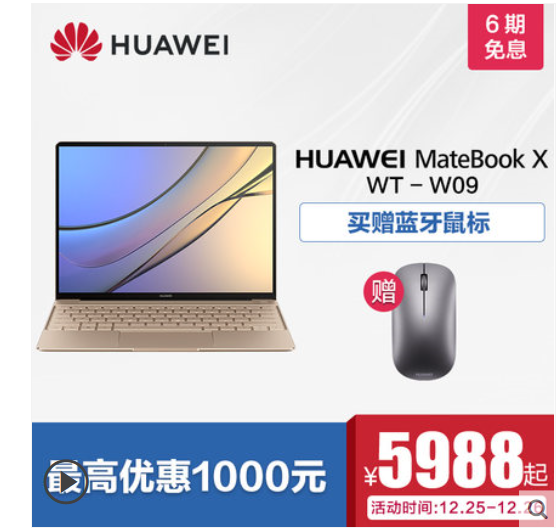 HUAWEI
6期
免息
HUAWEI MateBook X
WT - W09
买赠蓝牙鼠标
赠
最高优惠1000元
¥5988起
活动时间:12.25-12.26